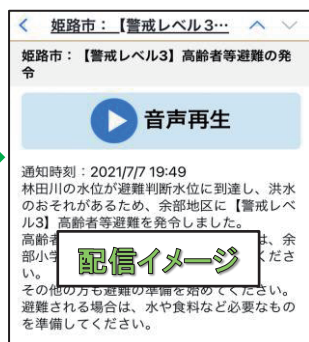 姫路市：【警戒レベル3…
姫路市：【警戒レベル3】高齢者等避難の発
令
音声再生
通知時刻：2021/7/7 19:49
林田川の水位が避難判断水位に到達し、洪水
のおそれがあるため、余部地区に【警戒レベ
ル3】高齢者等避難を発令しました。
高齢者 は、余
部小学 くださ
い。
配信イメージ
その他の方も避難の準備を始めてください。
避難される場合は、水や食料など必要なもの
を準備してください。